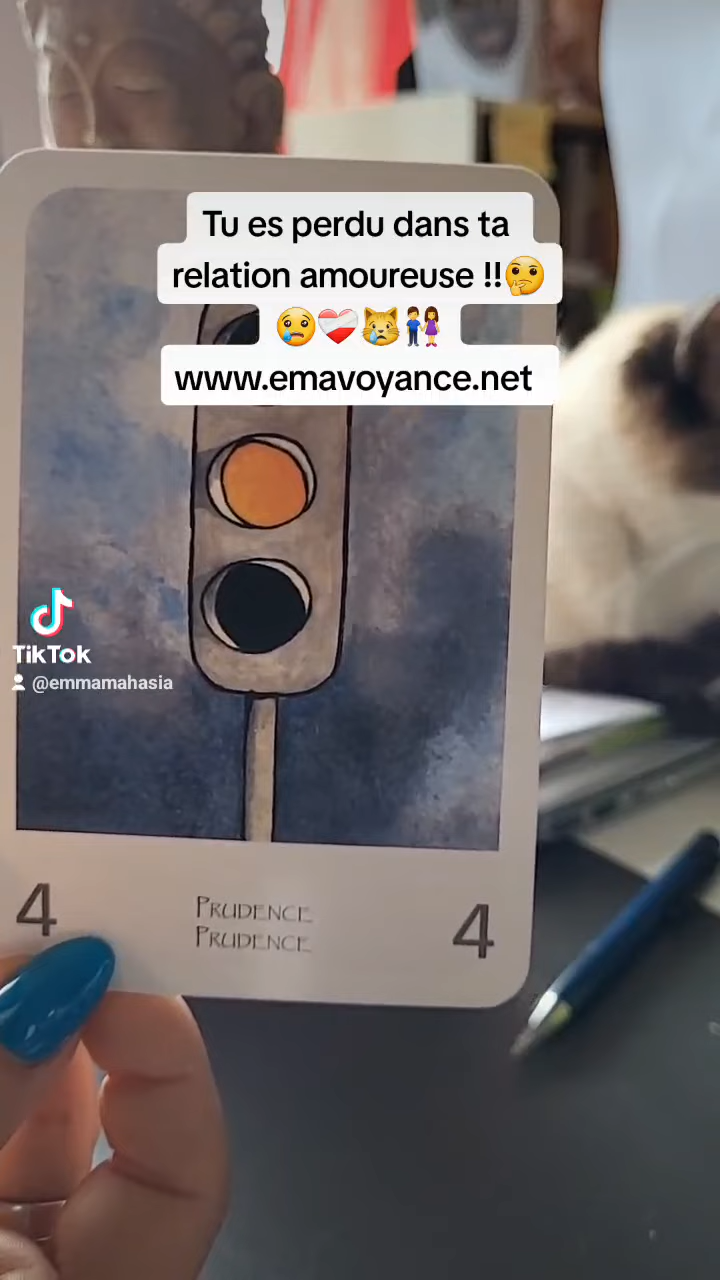 Tu es perdu dans ta
relation amoureuse !!🤔
😢❤️‍🩹😿👫
www.emavoyance.net
TikTok
@emmamahasia
4
PRUDENCE
PRUDENCE
4